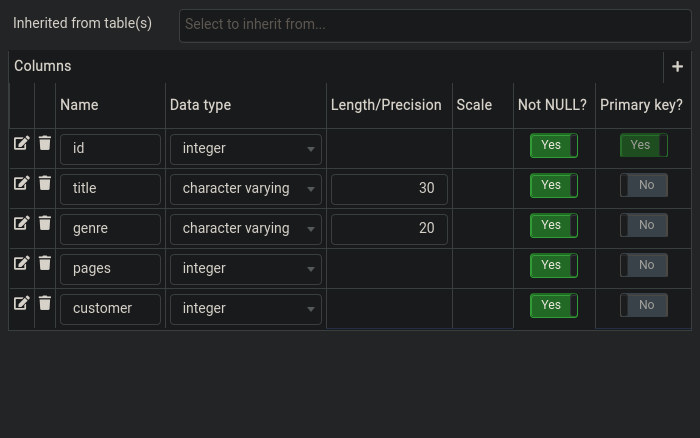 Inherited from table(s) Select to inherit from...
Columns +
Name Data type Length/Precision Scale Not NULL? Primary key?
id integer Yes Yes
title character varying 30 Yes No
genre character varying 20 Yes No
pages integer Yes No
customer integer Yes No